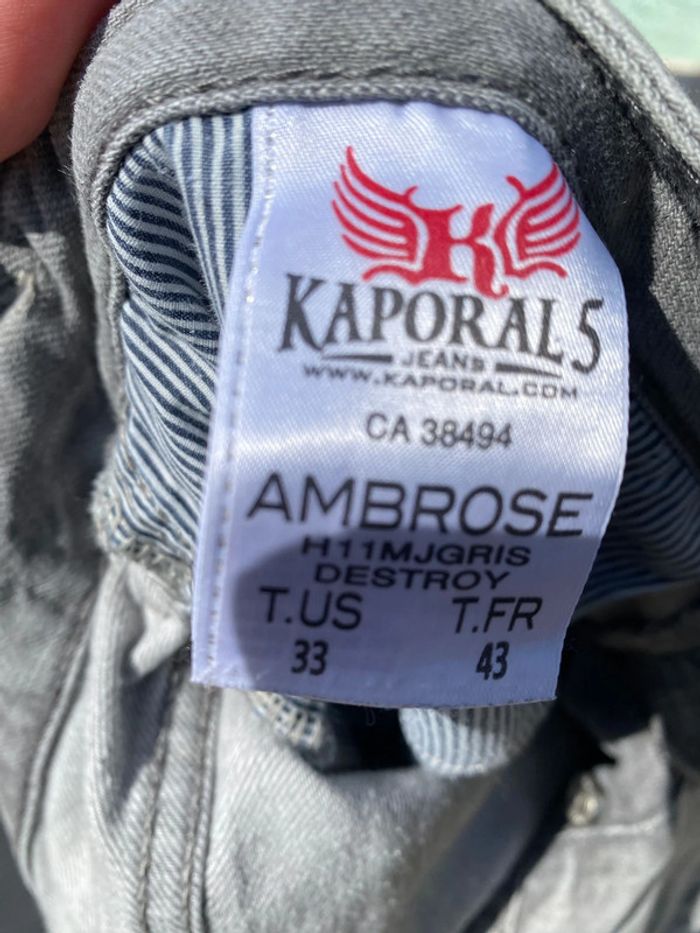 K
KAPORAL 5
JEANS
WWW.KAPORAL.COM
CA 38494
AMBROSE
H11MJGRIS
DESTROY
T.US T.FR
33 43